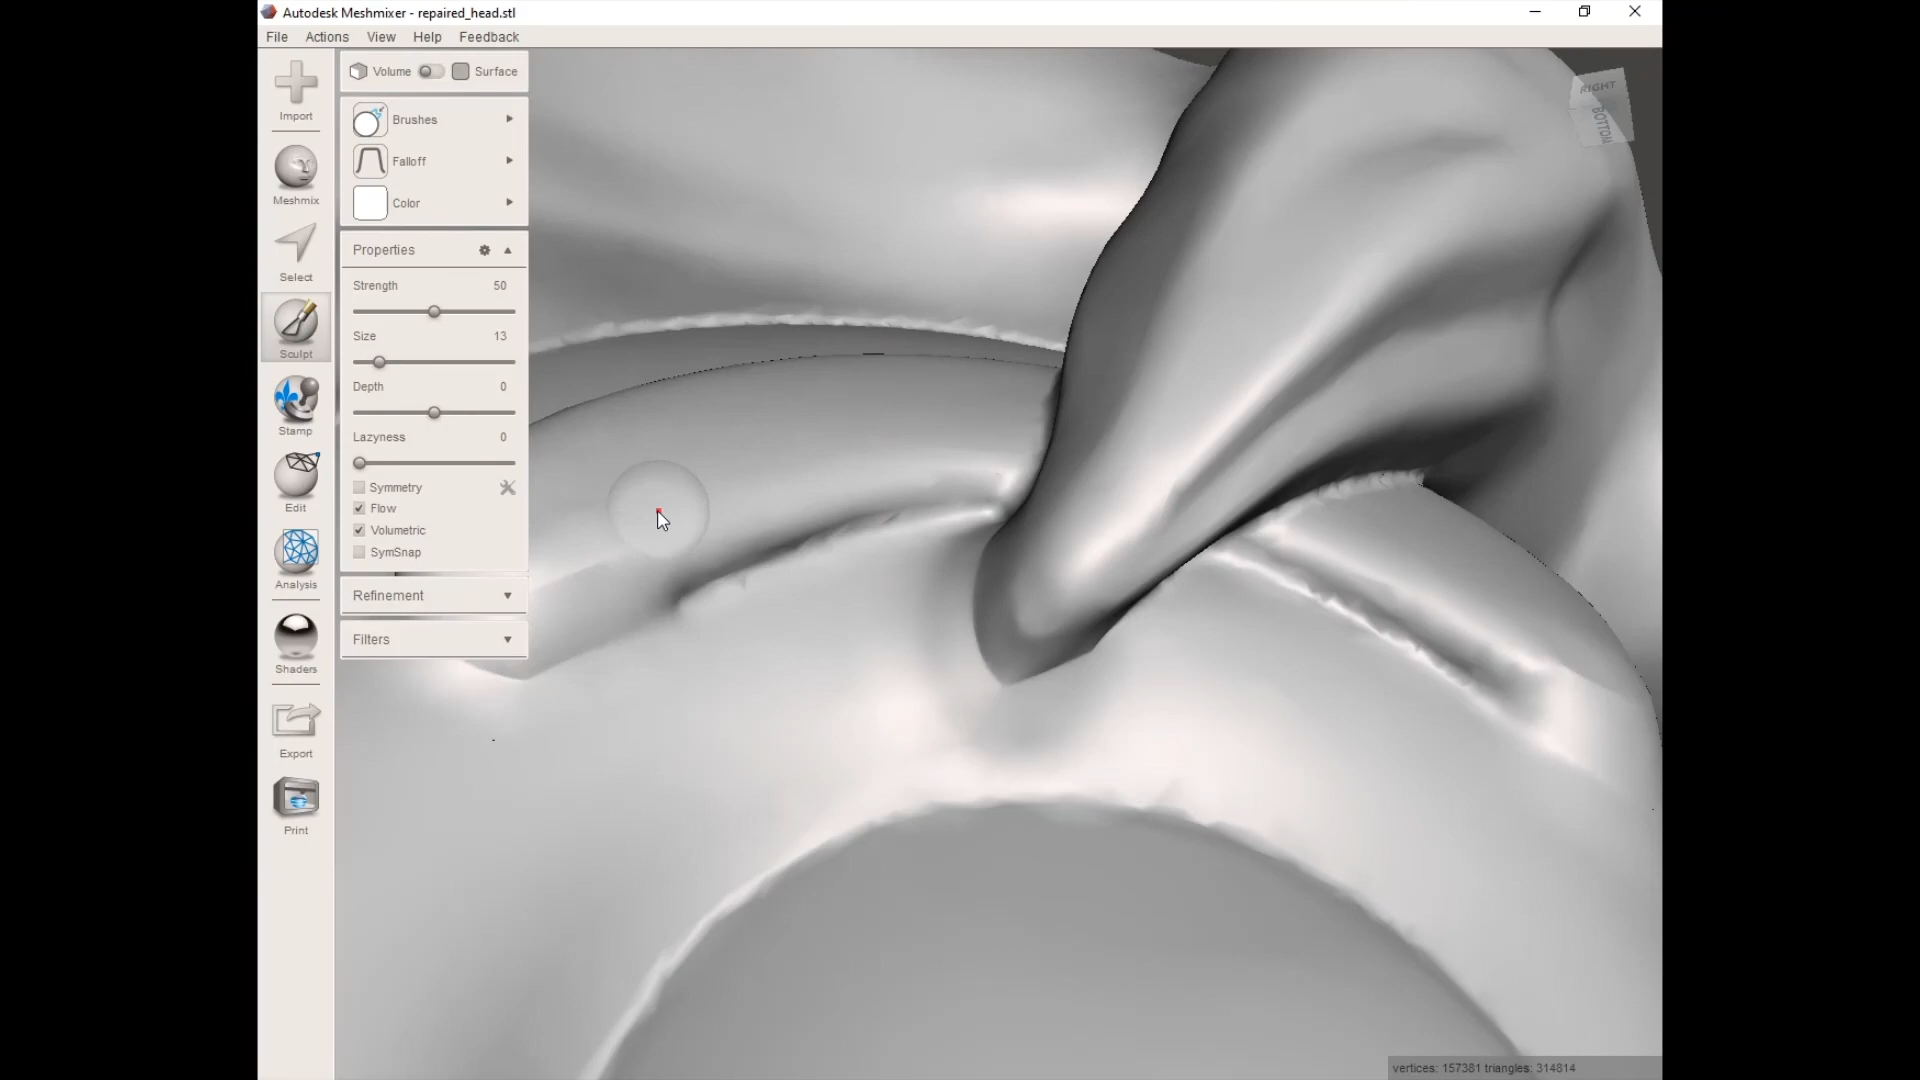 Autodesk Meshmixer - repaired_head.stl
File Actions View Help Feedback
Import
Meshmix
Select
Sculpt
Stamp
Edit
Analysis
Shaders
Export
Print
Volume Surface
Brushes
Falloff
Color
Properties
Strength 50
Size 13
Depth 0
Lazyness 0
Symmetry
Flow
Volumetric
SymSnap
Refinement
Filters
RIGHT
BOTTOM
vertices: 157381 triangles: 314814